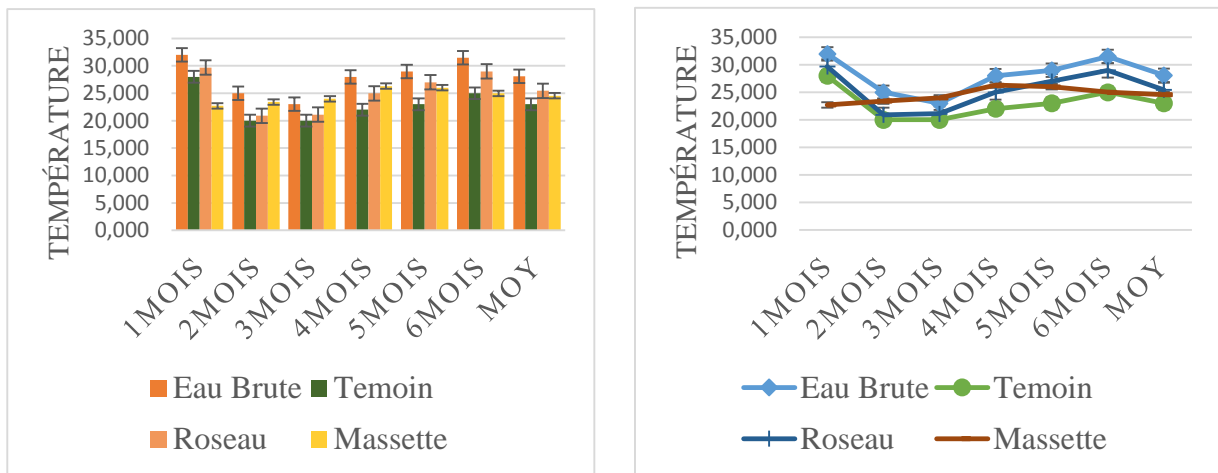 TEMPÉRATURE
35,000
30,000
25,000
20,000
15,000
10,000
5,000
0,000
1MOIS
2MOIS
3MOIS
4MOIS
5MOIS
6MOIS
MOY
Eau Brute
Temoin
Roseau
Massette
TEMPÉRATURE
35,000
30,000
25,000
20,000
15,000
10,000
5,000
0,000
1MOIS
2MOIS
3MOIS
4MOIS
5MOIS
6MOIS
MOY
Eau Brute
Temoin
Roseau
Massette